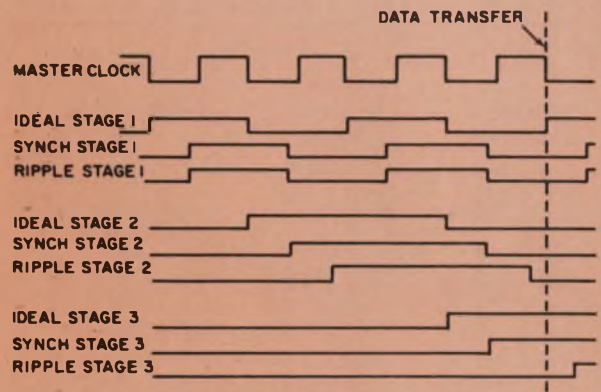 DATA TRANSFER
MASTER CLOCK
IDEAL STAGE 1
SYNCH STAGE 1
RIPPLE STAGE 1
IDEAL STAGE 2
SYNCH STAGE 2
RIPPLE STAGE 2
IDEAL STAGE 3
SYNCH STAGE 3
RIPPLE STAGE 3